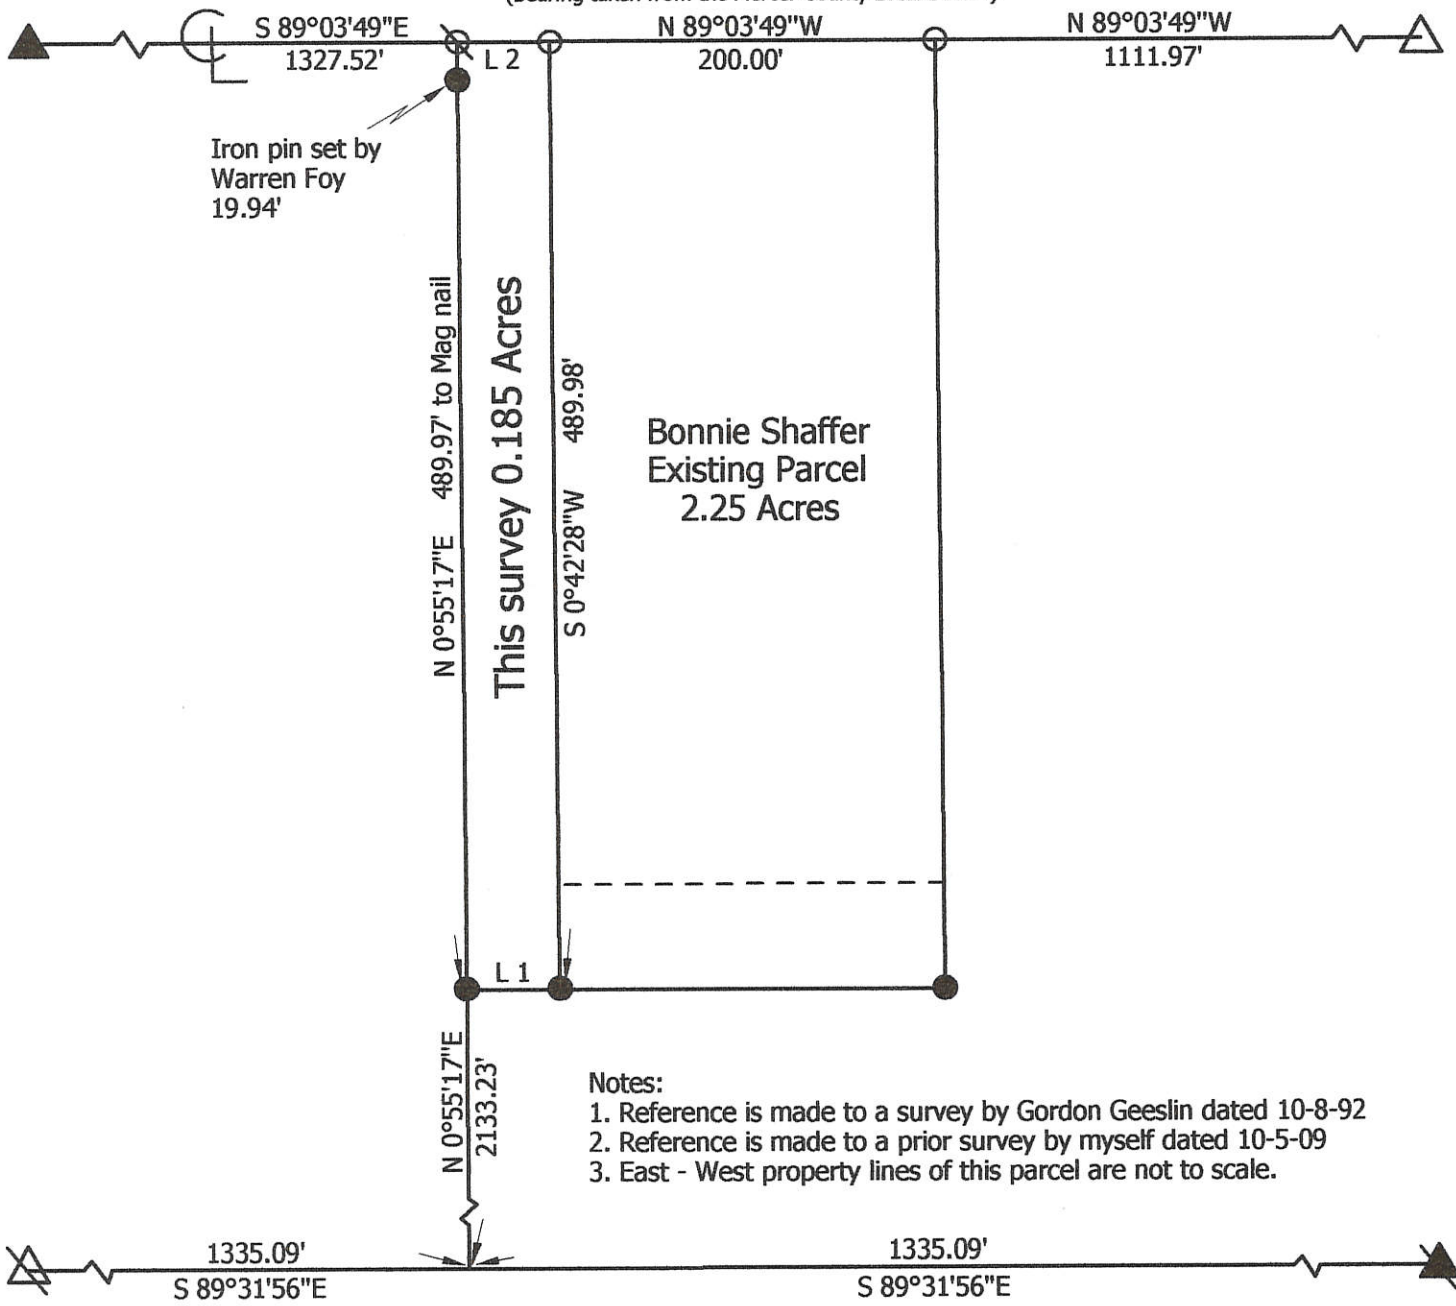 S 89°03'49"E
1327.52'
L 2
N 89°03'49"W
200.00'
N 89°03'49"W
1111.97'
Iron pin set by
Warren Foy
19.94'
N 0°55'17"E 489.97' to Mag nail
This survey 0.185 Acres
S 0°42'28"W 489.98'
Bonnie Shaffer
Existing Parcel
2.25 Acres
L 1
N 0°55'17"E
2133.23'
Notes:
1. Reference is made to a survey by Gordon Geeslin dated 10-8-92
2. Reference is made to a prior survey by myself dated 10-5-09
3. East - West property lines of this parcel are not to scale.
1335.09'
S 89°31'56"E
1335.09'
S 89°31'56"E